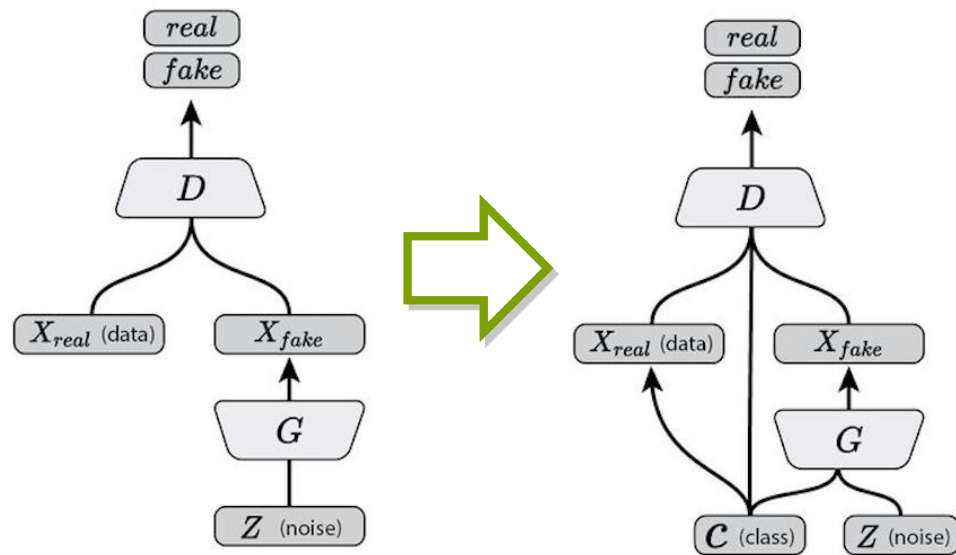 real
fake
D
X_real (data)
X_fake
G
Z (noise)
real
fake
D
X_real (data)
X_fake
G
C (class)
Z (noise)